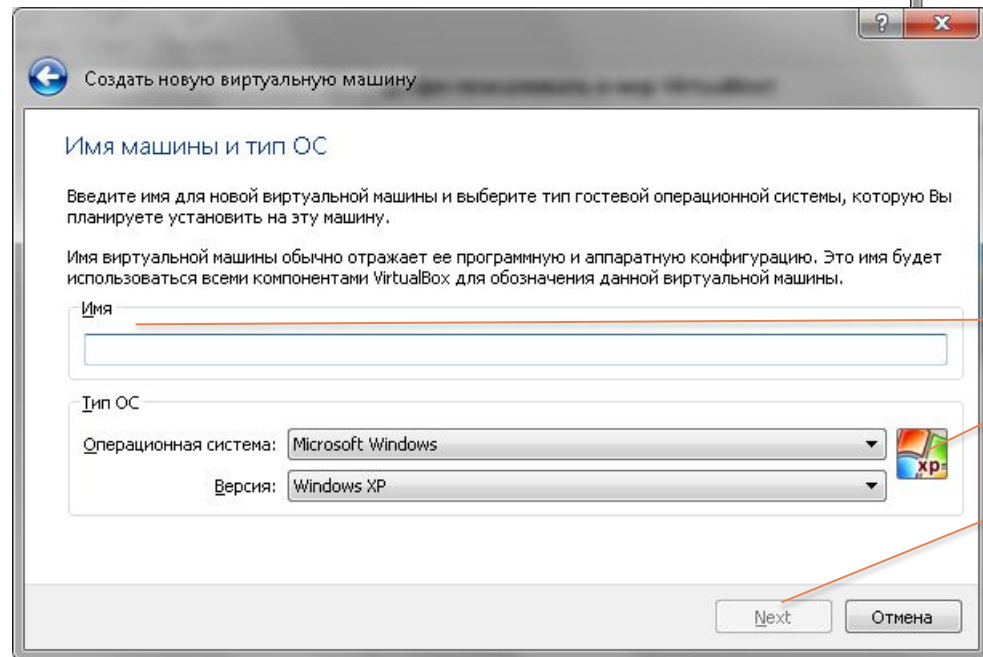 Создать новую виртуальную машину
Имя машины и тип ОС
Введите имя для новой виртуальной машины и выберите тип гостевой операционной системы, которую Вы
планируете установить на эту машину.
Имя виртуальной машины обычно отражает ее программную и аппаратную конфигурацию. Это имя будет
использоваться всеми компонентами VirtualBox для обозначения данной виртуальной машины.
Имя
Тип ОС
Операционная система: Microsoft Windows
xp
Версия: Windows XP
Next Отмена